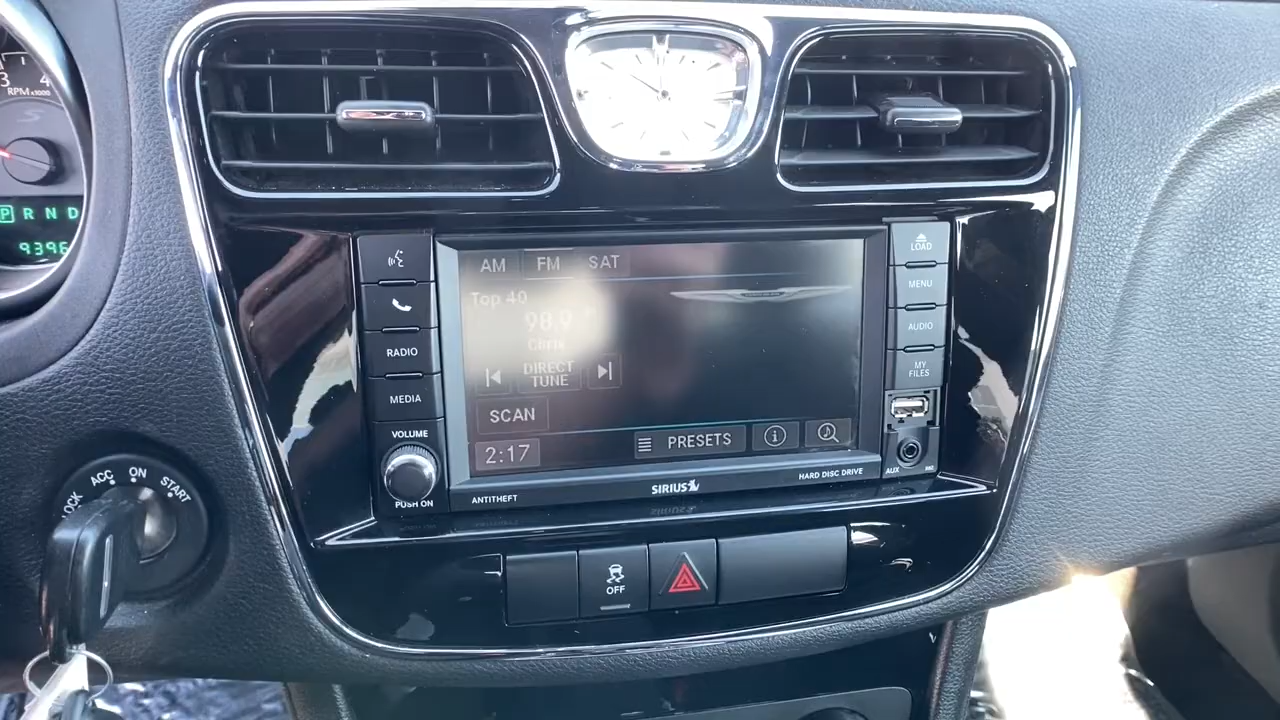 3 4
RPM x1000
P R N D
9396
LOCK ACC ON START
RADIO
MEDIA
VOLUME
PUSH ON
AM FM SAT
Top 40
98.9
Chris
DIRECT
TUNE
SCAN
2:17
PRESETS
ANTITHEFT
SIRIUS
HARD DISC DRIVE
LOAD
MENU
AUDIO
MY
FILES
AUX
OFF